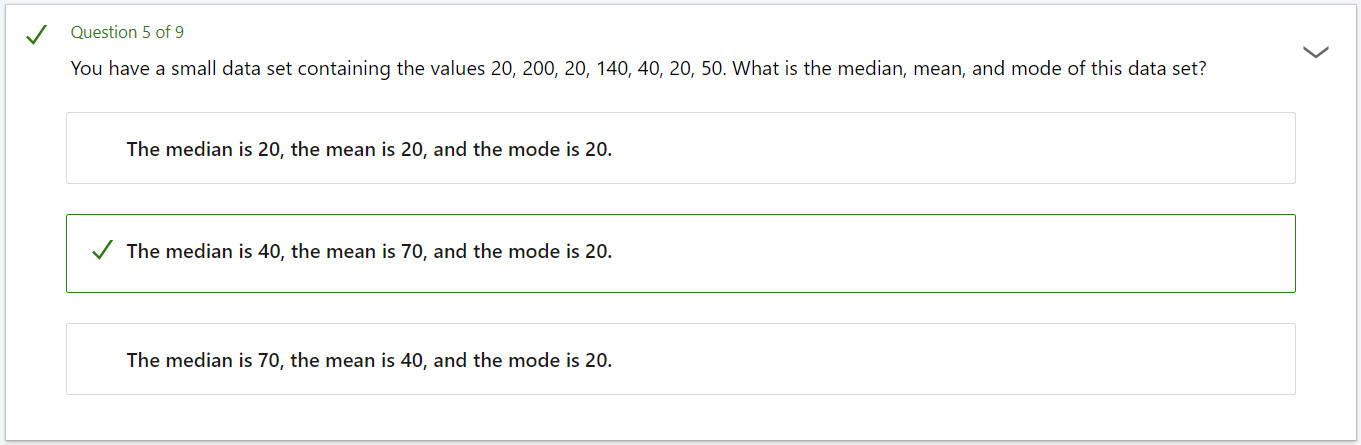 Question 5 of 9
You have a small data set containing the values 20, 200, 20, 140, 40, 20, 50. What is the median, mean, and mode of this data set?
The median is 20, the mean is 20, and the mode is 20.
The median is 40, the mean is 70, and the mode is 20.
The median is 70, the mean is 40, and the mode is 20.